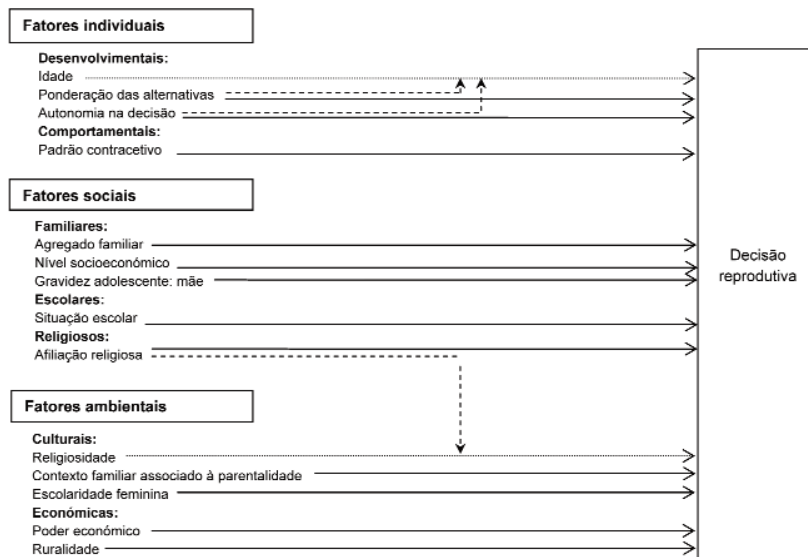 Fatores individuais
Desenvolvimentais:
Idade
Ponderação das alternativas
Autonomia na decisão
Comportamentais:
Padrão contracetivo
Fatores sociais
Familiares:
Agregado familiar
Nível socioeconómico
Gravidez adolescente: mãe
Escolares:
Situação escolar
Religiosos:
Afiliação religiosa
Fatores ambientais
Culturais:
Religiosidade
Contexto familiar associado à parentalidade
Escolaridade feminina
Económicas:
Poder económico
Ruralidade
Decisão
reprodutiva